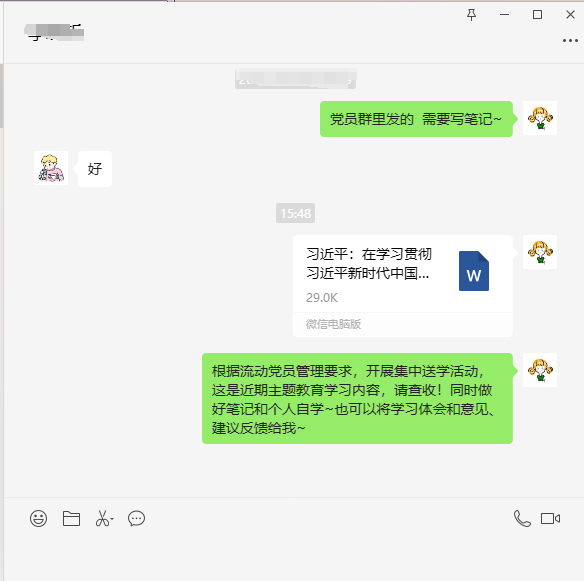 党员群里发的 需要写笔记~
好
15:48
习近平：在学习贯彻
习近平新时代中国...
W
29.0K
微信电脑版
根据流动党员管理要求，开展集中送学活动，
这是近期主题教育学习内容，请查收！同时做
好笔记和个人自学~也可以将学习体会和意见、
建议反馈给我~